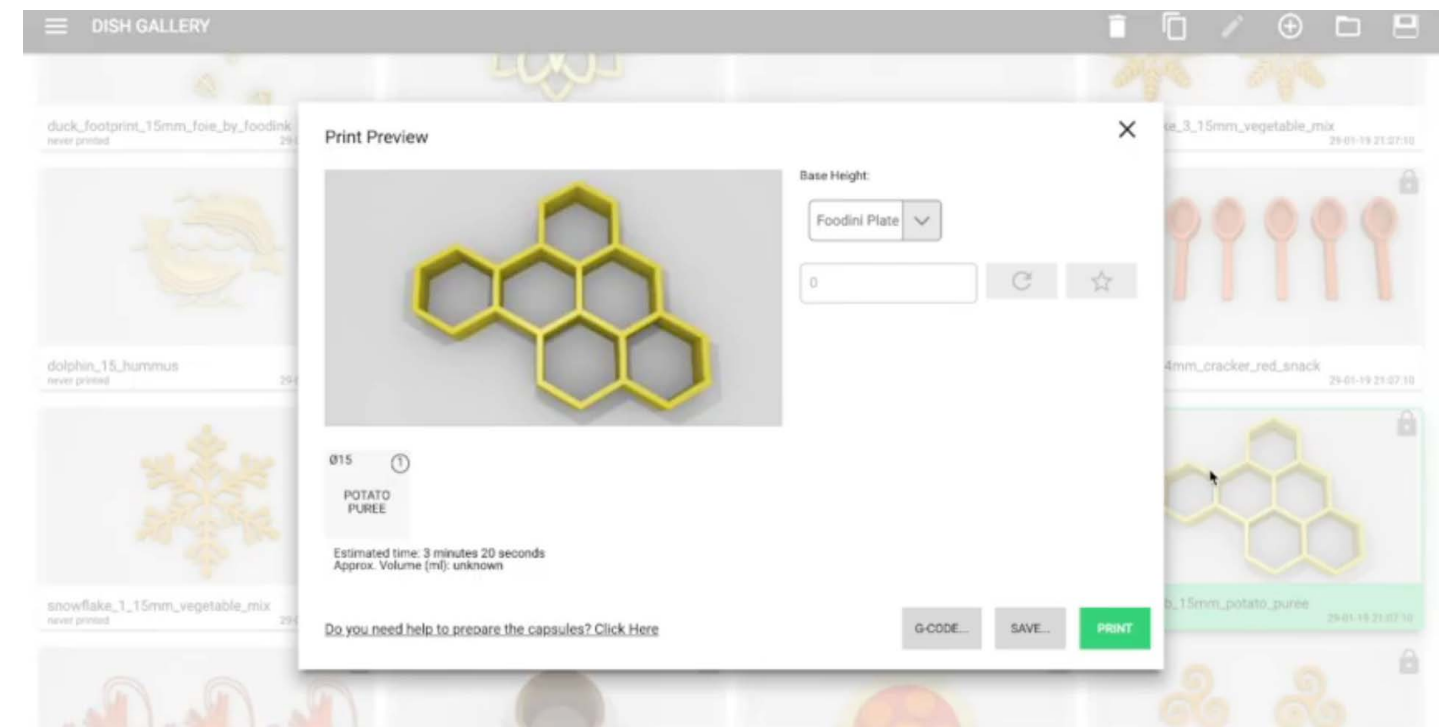 DISH GALLERY
duck_footprint_15mm_foie_by_foodink
never printed
ke_3_15mm_vegetable_mix
29-01-19 21:07:10
Print Preview
Base Height:
Foodini Plate
0
dolphin_15_hummus
never printed
4mm_cracker_red_snack
29-01-19 21:07:10
Ø15
1
POTATO
PUREE
Estimated time: 3 minutes 20 seconds
Approx. Volume (ml): unknown
snowflake_1_15mm_vegetable_mix
never printed
b_15mm_potato_puree
29-01-19 21:07:10
Do you need help to prepare the capsules? Click Here
G-CODE...
SAVE...
PRINT